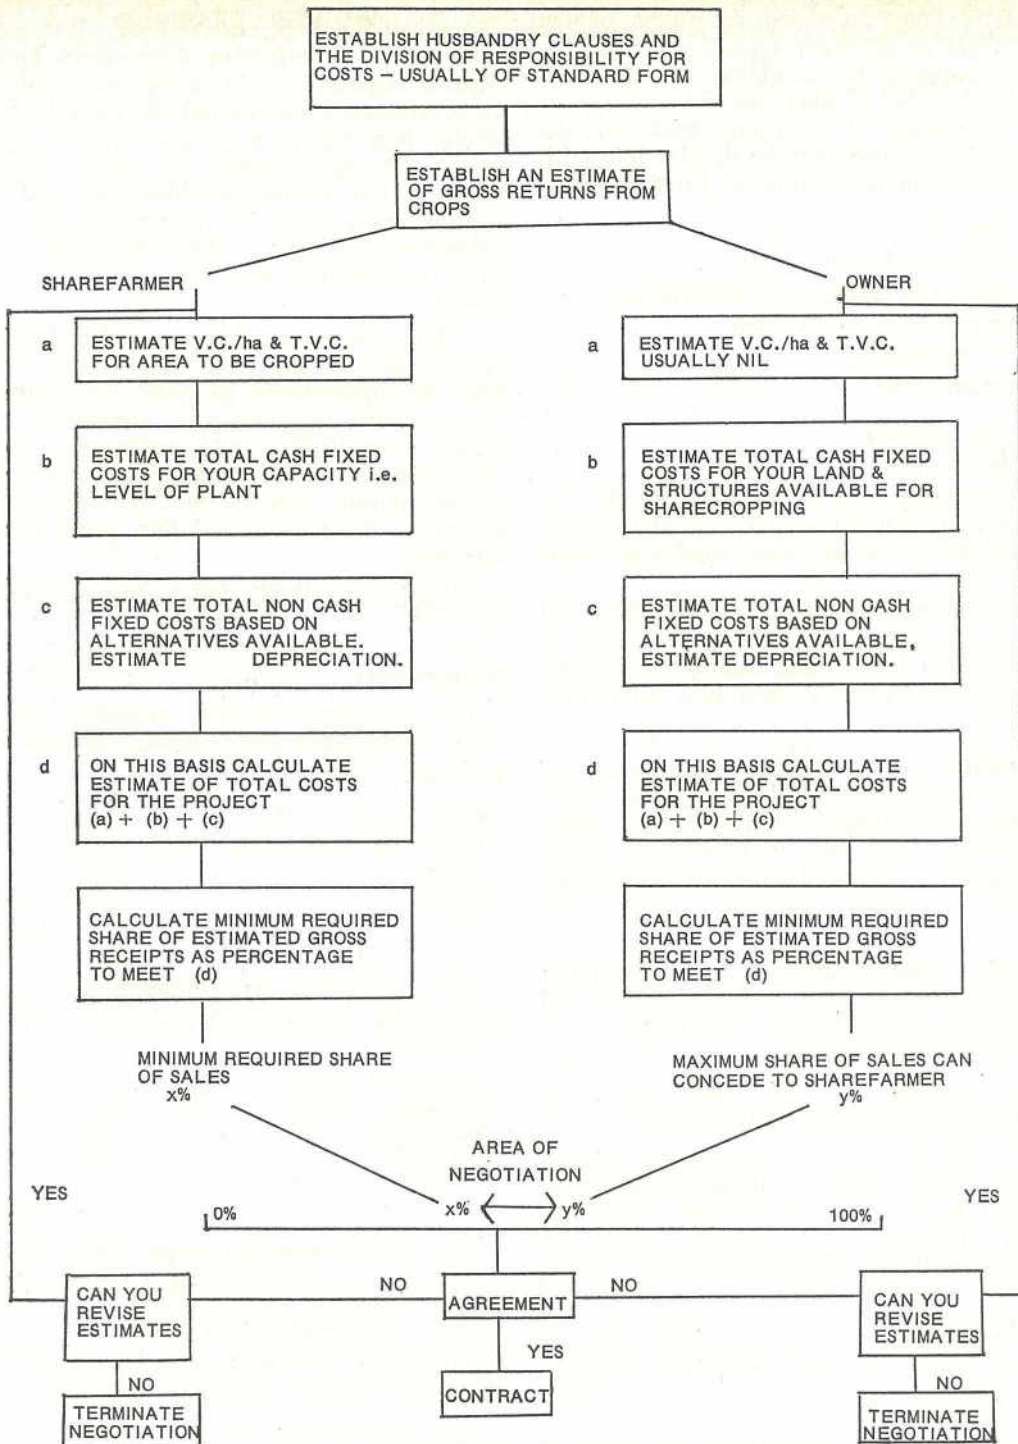 ESTABLISH HUSBANDRY CLAUSES AND
THE DIVISION OF RESPONSIBILITY FOR
COSTS – USUALLY OF STANDARD FORM
ESTABLISH AN ESTIMATE
OF GROSS RETURNS FROM
CROPS
SHAREFARMER
a
ESTIMATE V.C./ha & T.V.C.
FOR AREA TO BE CROPPED
b
ESTIMATE TOTAL CASH FIXED
COSTS FOR YOUR CAPACITY i.e.
LEVEL OF PLANT
c
ESTIMATE TOTAL NON CASH
FIXED COSTS BASED ON
ALTERNATIVES AVAILABLE.
ESTIMATE DEPRECIATION.
d
ON THIS BASIS CALCULATE
ESTIMATE OF TOTAL COSTS
FOR THE PROJECT
(a) + (b) + (c)
CALCULATE MINIMUM REQUIRED
SHARE OF ESTIMATED GROSS
RECEIPTS AS PERCENTAGE
TO MEET (d)
MINIMUM REQUIRED SHARE
OF SALES
x%
OWNER
a
ESTIMATE V.C./ha & T.V.C.
USUALLY NIL
b
ESTIMATE TOTAL CASH FIXED
COSTS FOR YOUR LAND &
STRUCTURES AVAILABLE FOR
SHARECROPPING
c
ESTIMATE TOTAL NON CASH
FIXED COSTS BASED ON
ALTERNATIVES AVAILABLE,
ESTIMATE DEPRECIATION.
d
ON THIS BASIS CALCULATE
ESTIMATE OF TOTAL COSTS
FOR THE PROJECT
(a) + (b) + (c)
CALCULATE MINIMUM REQUIRED
SHARE OF ESTIMATED GROSS
RECEIPTS AS PERCENTAGE
TO MEET (d)
MAXIMUM SHARE OF SALES CAN
CONCEDE TO SHAREFARMER
y%
AREA OF
NEGOTIATION
YES
0%
x%
y%
100%
YES
CAN YOU
REVISE
ESTIMATES
NO
AGREEMENT
NO
CAN YOU
REVISE
ESTIMATES
YES
NO
CONTRACT
NO
TERMINATE
NEGOTIATION
TERMINATE
NEGOTIATION